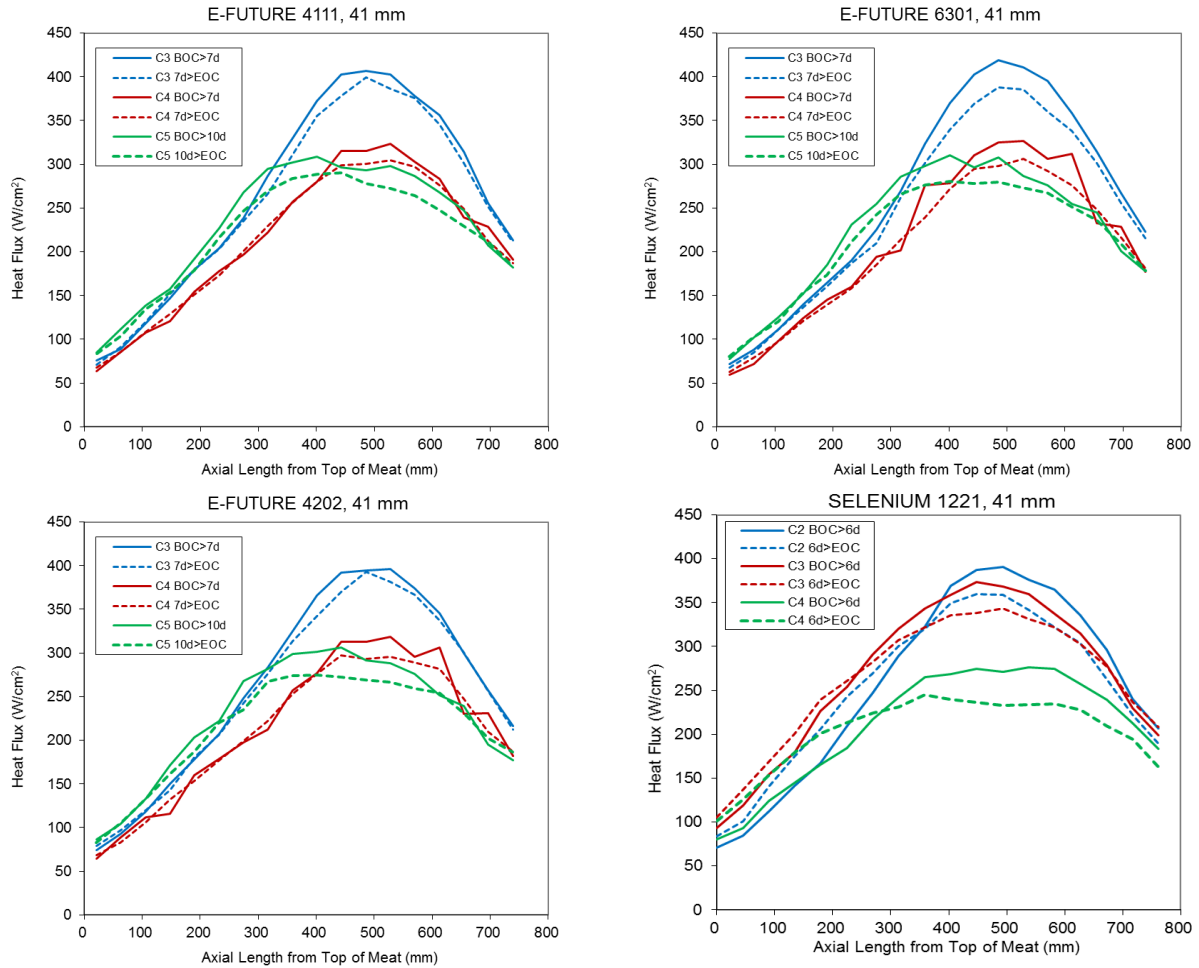 E-FUTURE 4111, 41 mm
Heat Flux (W/cm²)
450
400
350
300
250
200
150
100
50
0
C3 BOC>7d
C3 7d>EOC
C4 BOC>7d
C4 7d>EOC
C5 BOC>10d
C5 10d>EOC
0 100 200 300 400 500 600 700 800
Axial Length from Top of Meat (mm)
E-FUTURE 6301, 41 mm
Heat Flux (W/cm²)
450
400
350
300
250
200
150
100
50
0
C3 BOC>7d
C3 7d>EOC
C4 BOC>7d
C4 7d>EOC
C5 BOC>10d
C5 10d>EOC
0 100 200 300 400 500 600 700 800
Axial Length from Top of Meat (mm)
E-FUTURE 4202, 41 mm
Heat Flux (W/cm²)
450
400
350
300
250
200
150
100
50
0
C3 BOC>7d
C3 7d>EOC
C4 BOC>7d
C4 7d>EOC
C5 BOC>10d
C5 10d>EOC
0 100 200 300 400 500 600 700 800
Axial Length from Top of Meat (mm)
SELENIUM 1221, 41 mm
Heat Flux (W/cm²)
450
400
350
300
250
200
150
100
50
0
C2 BOC>6d
C2 6d>EOC
C3 BOC>6d
C3 6d>EOC
C4 BOC>6d
C4 6d>EOC
0 100 200 300 400 500 600 700 800
Axial Length from Top of Meat (mm)